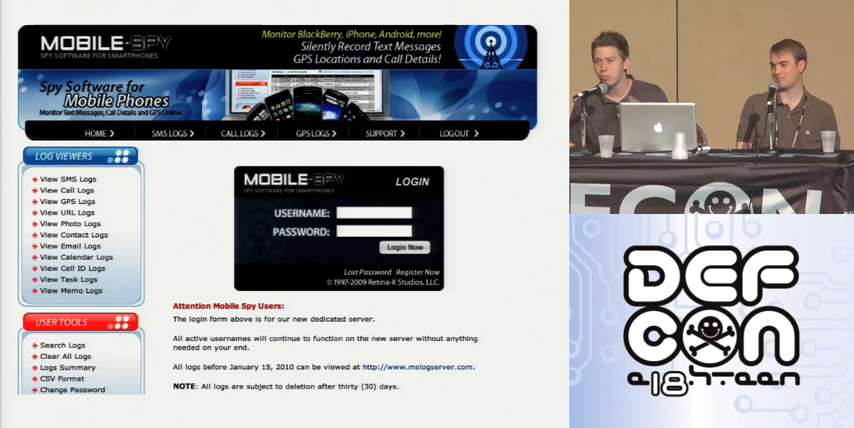 MOBILE-SPY
SPY SOFTWARE FOR SMARTPHONES
Monitor BlackBerry, iPhone, Android, more!
Silently Record Text Messages
GPS Locations and Call Details!
Spy Software for
Mobile Phones
Monitor Text Messages, Call Details and GPS Online
HOME
SMS LOGS
CALL LOGS
GPS LOGS
SUPPORT
LOGOUT
LOG VIEWERS
View SMS Logs
View Call Logs
View GPS Logs
View URL Logs
View Photo Logs
View Contact Logs
View Email Logs
View Calendar Logs
View Cell ID Logs
View Task Logs
View Memo Logs
USER TOOLS
Search Logs
Clear All Logs
Logs Summary
CSV Format
Change Password
MOBILE-SPY
SPY SOFTWARE FOR SMARTPHONES
LOGIN
USERNAME:
PASSWORD:
Login Now
Lost Password Register Now
© 1997-2009 Retina-X Studios, LLC.
Attention Mobile Spy Users:
The login form above is for our new dedicated server.
All active usernames will continue to function on the new server without anything
needed on your end.
All logs before January 15, 2010 can be viewed at http://www.mslogserver.com.
NOTE: All logs are subject to deletion after thirty (30) days.
EFCON
DEF
CON
e18hteen